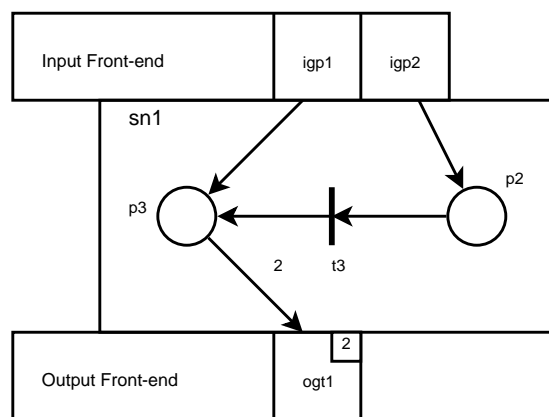 Input Front-end
igp1
igp2
sn1
p2
p3
2
t3
2
Output Front-end
ogt1